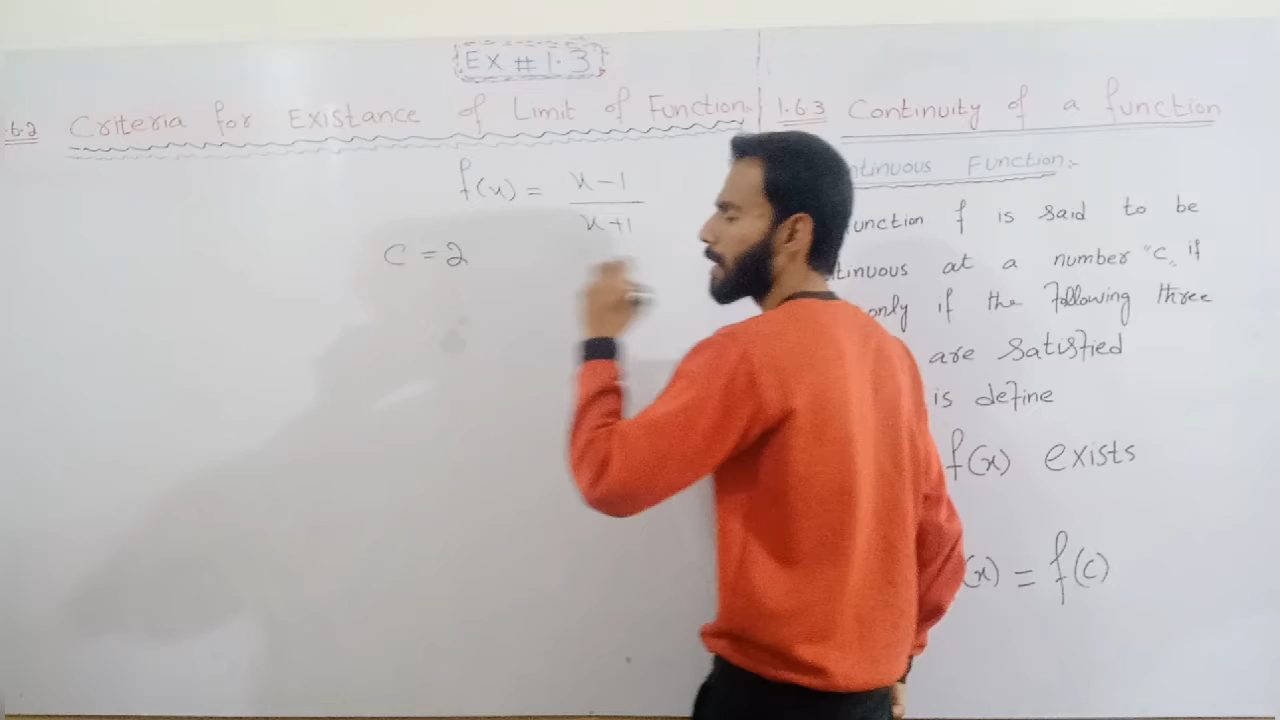 EX # 1.3
.6.2 Criteria for Existance of Limit of Function.
f(x) = x-1
x+1
C = 2
1.6.3 Continuity of a function
Function:-
function f is said to be
at a number "c" if
only if the following three
are satisfied
is define
f(x) exists
(x) = f(c)